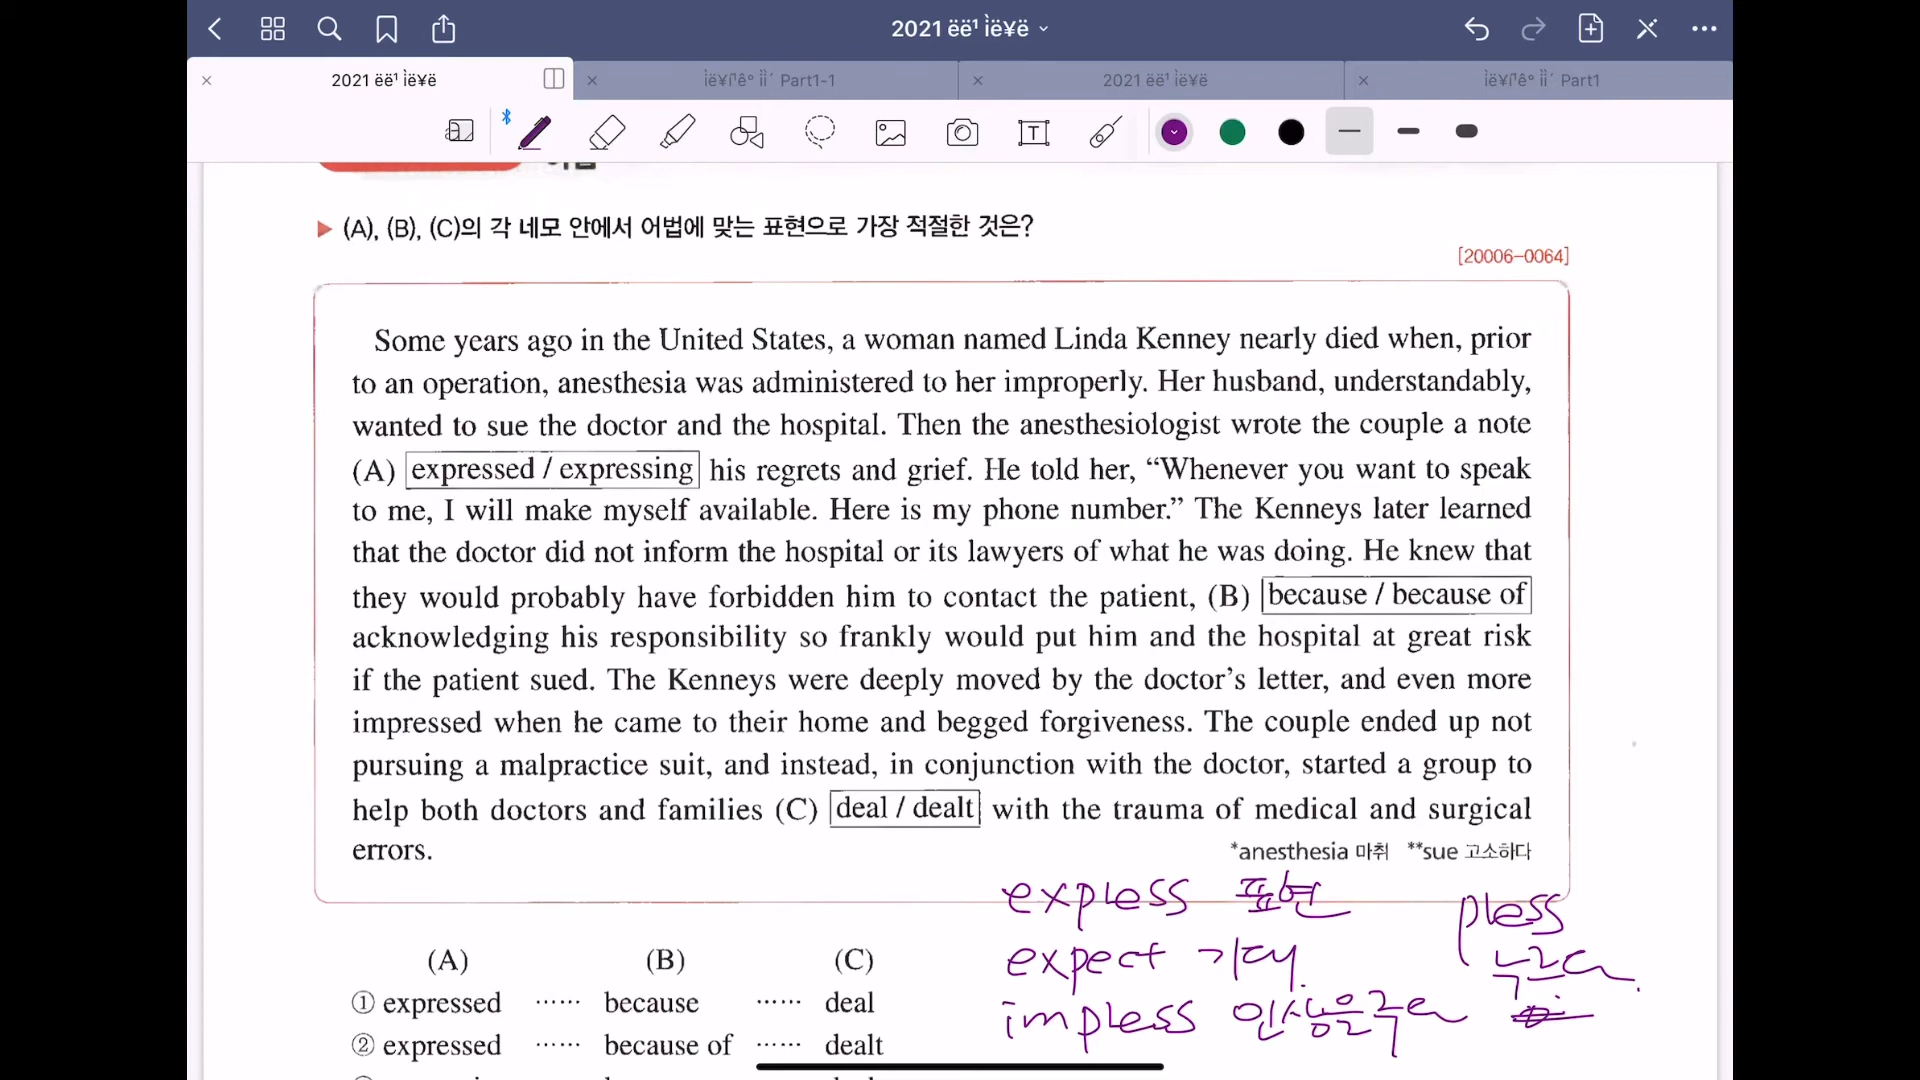 2021 ëë¹ Ìë¥ë
2021 ëë¹ Ìë¥ë
Part1-1
2021 ëë¹ Ìë¥ë
Part1
▶ (A), (B), (C)의 각 네모 안에서 어법에 맞는 표현으로 가장 적절한 것은?
[20006-0064]
Some years ago in the United States, a woman named Linda Kenney nearly died when, prior
to an operation, anesthesia was administered to her improperly. Her husband, understandably,
wanted to sue the doctor and the hospital. Then the anesthesiologist wrote the couple a note
(A) expressed / expressing his regrets and grief. He told her, “Whenever you want to speak
to me, I will make myself available. Here is my phone number.” The Kenneys later learned
that the doctor did not inform the hospital or its lawyers of what he was doing. He knew that
they would probably have forbidden him to contact the patient, (B) because / because of
acknowledging his responsibility so frankly would put him and the hospital at great risk
if the patient sued. The Kenneys were deeply moved by the doctor’s letter, and even more
impressed when he came to their home and begged forgiveness. The couple ended up not
pursuing a malpractice suit, and instead, in conjunction with the doctor, started a group to
help both doctors and families (C) deal / dealt with the trauma of medical and surgical
errors.
*anesthesia 마취 **sue 고소하다
expless 표현
pless
expect 기대
누르다
impless 인상을주다
(A) (B) (C)
① expressed ······ because ······ deal
② expressed ······ because of ······ dealt